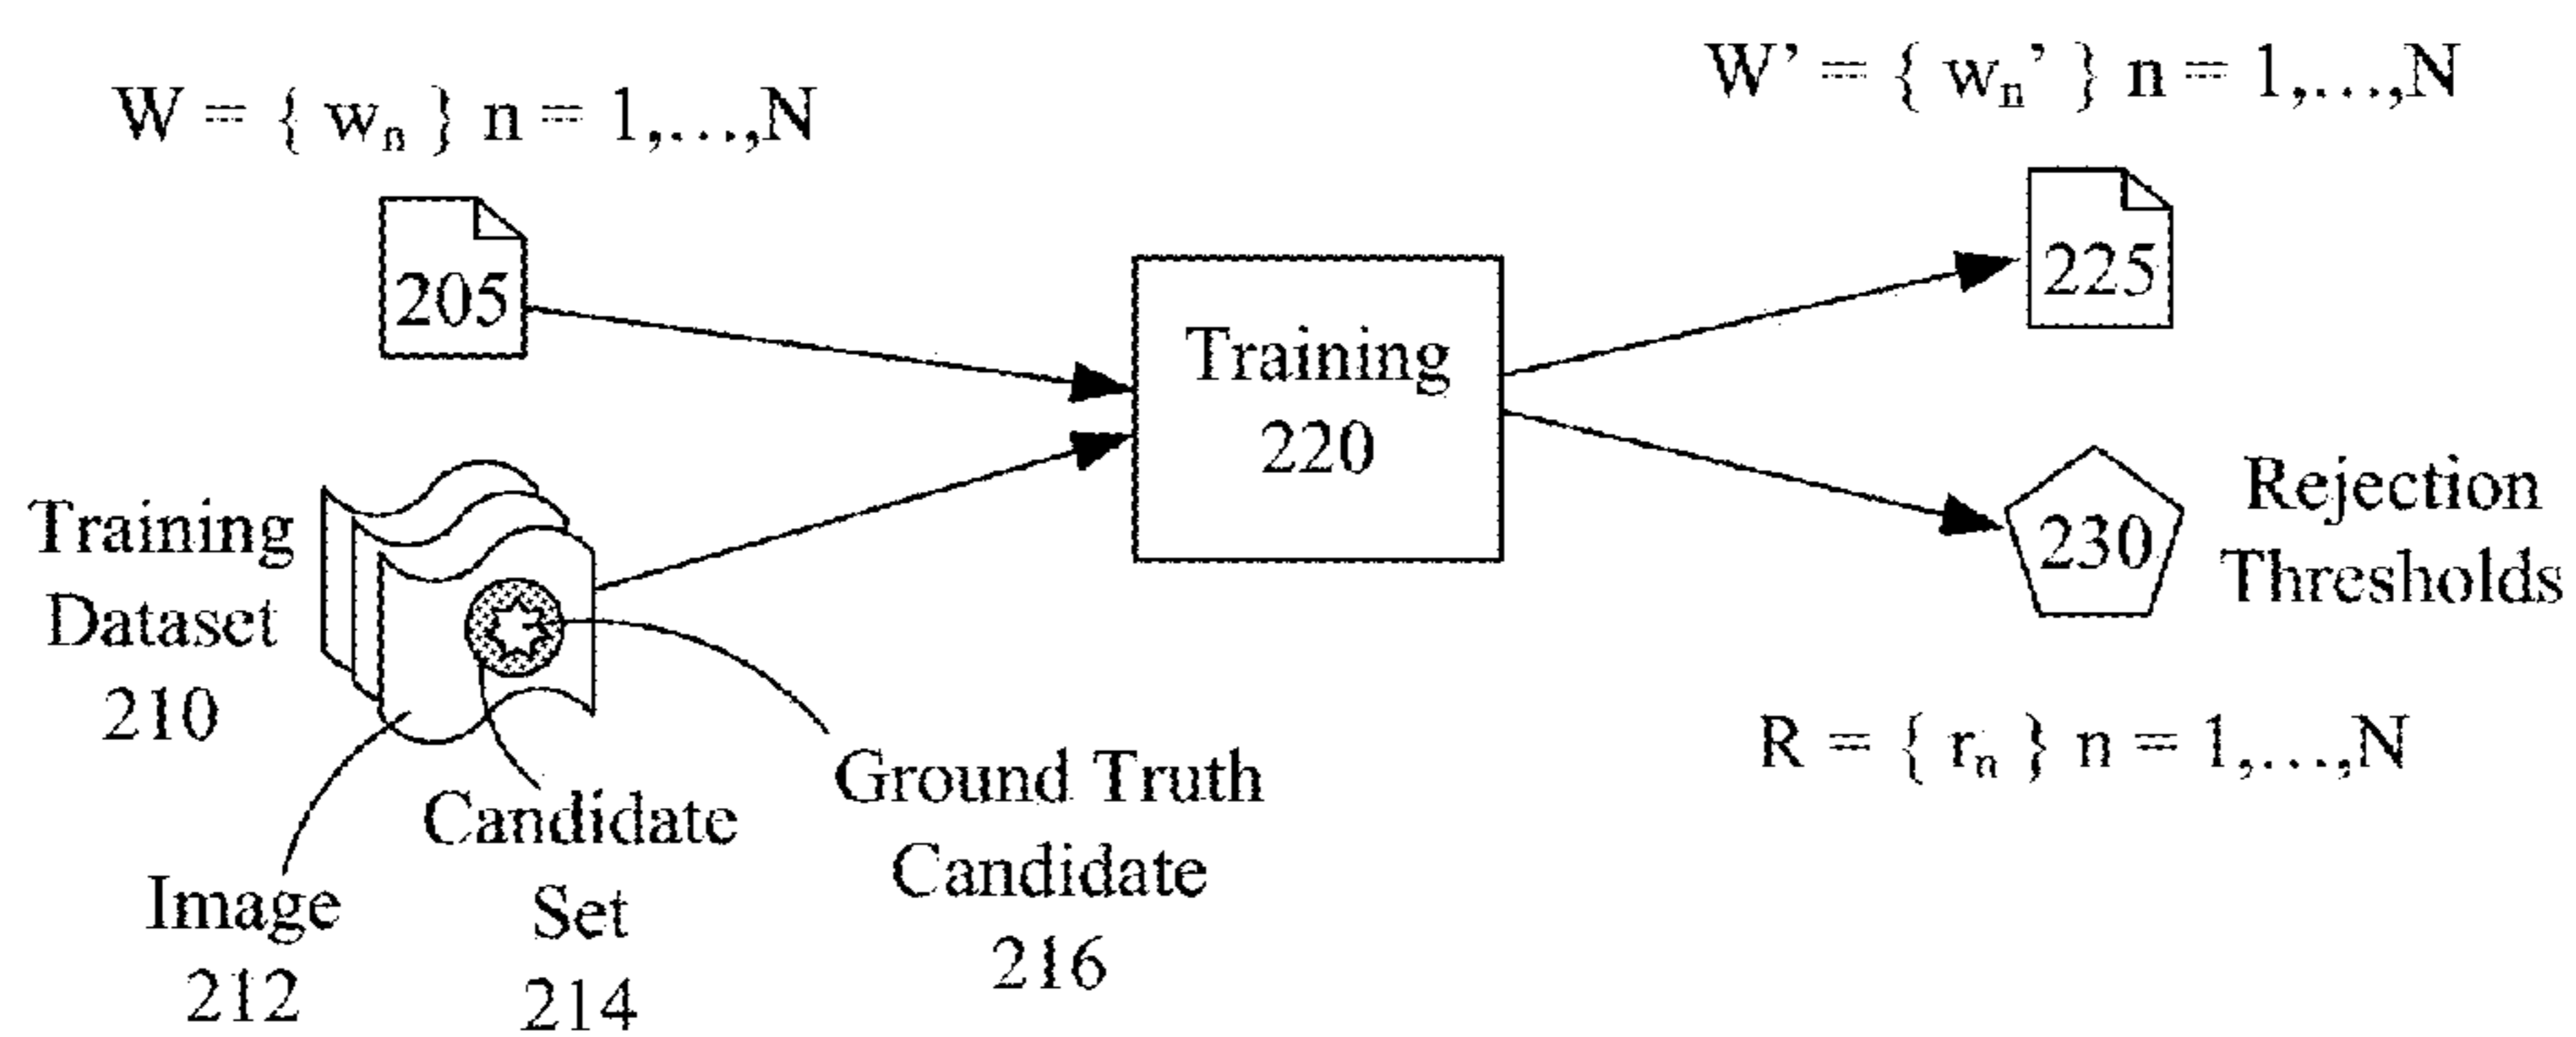 W = { wn } n = 1,...,N
W' = { wn' } n = 1,...,N
205
225
Training
220
Training
Dataset
210
230
Rejection
Thresholds
R = { rn } n = 1,...,N
Ground Truth
Candidate
216
Candidate
Set
214
Image
212